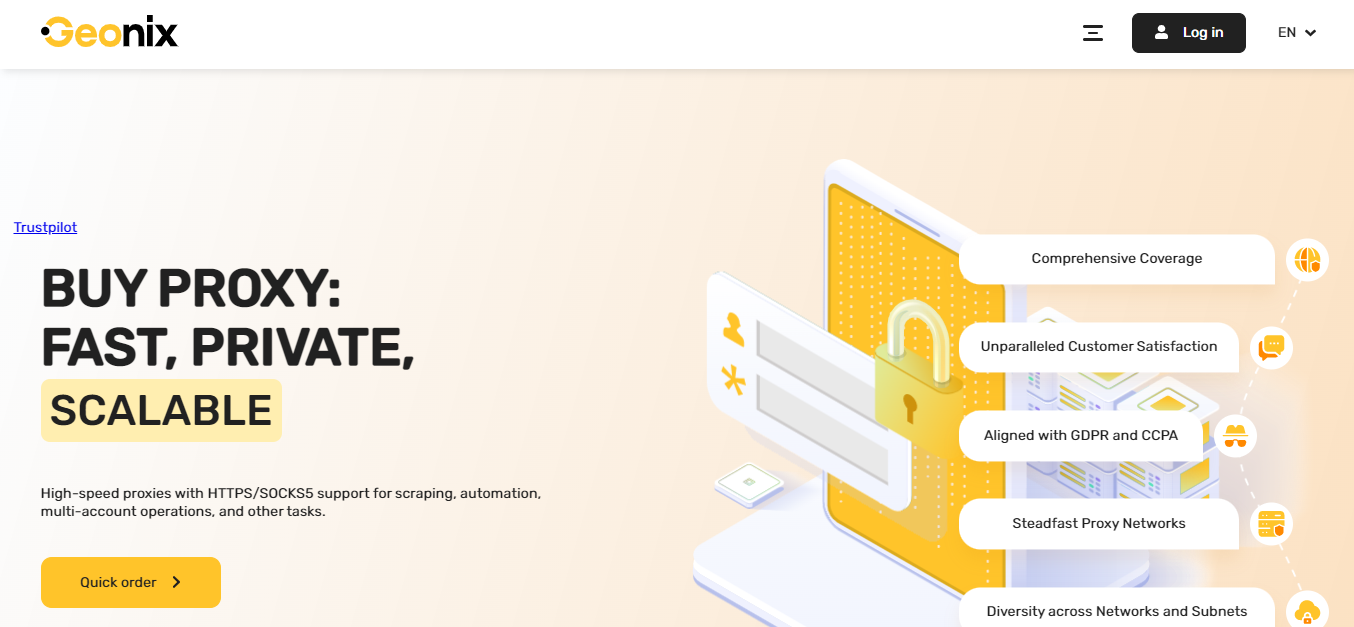 Geonix
Log in
EN
Trustpilot
BUY PROXY:
FAST, PRIVATE,
SCALABLE
High-speed proxies with HTTPS/SOCKS5 support for scraping, automation,
multi-account operations, and other tasks.
Quick order
Comprehensive Coverage
Unparalleled Customer Satisfaction
Aligned with GDPR and CCPA
Steadfast Proxy Networks
Diversity across Networks and Subnets